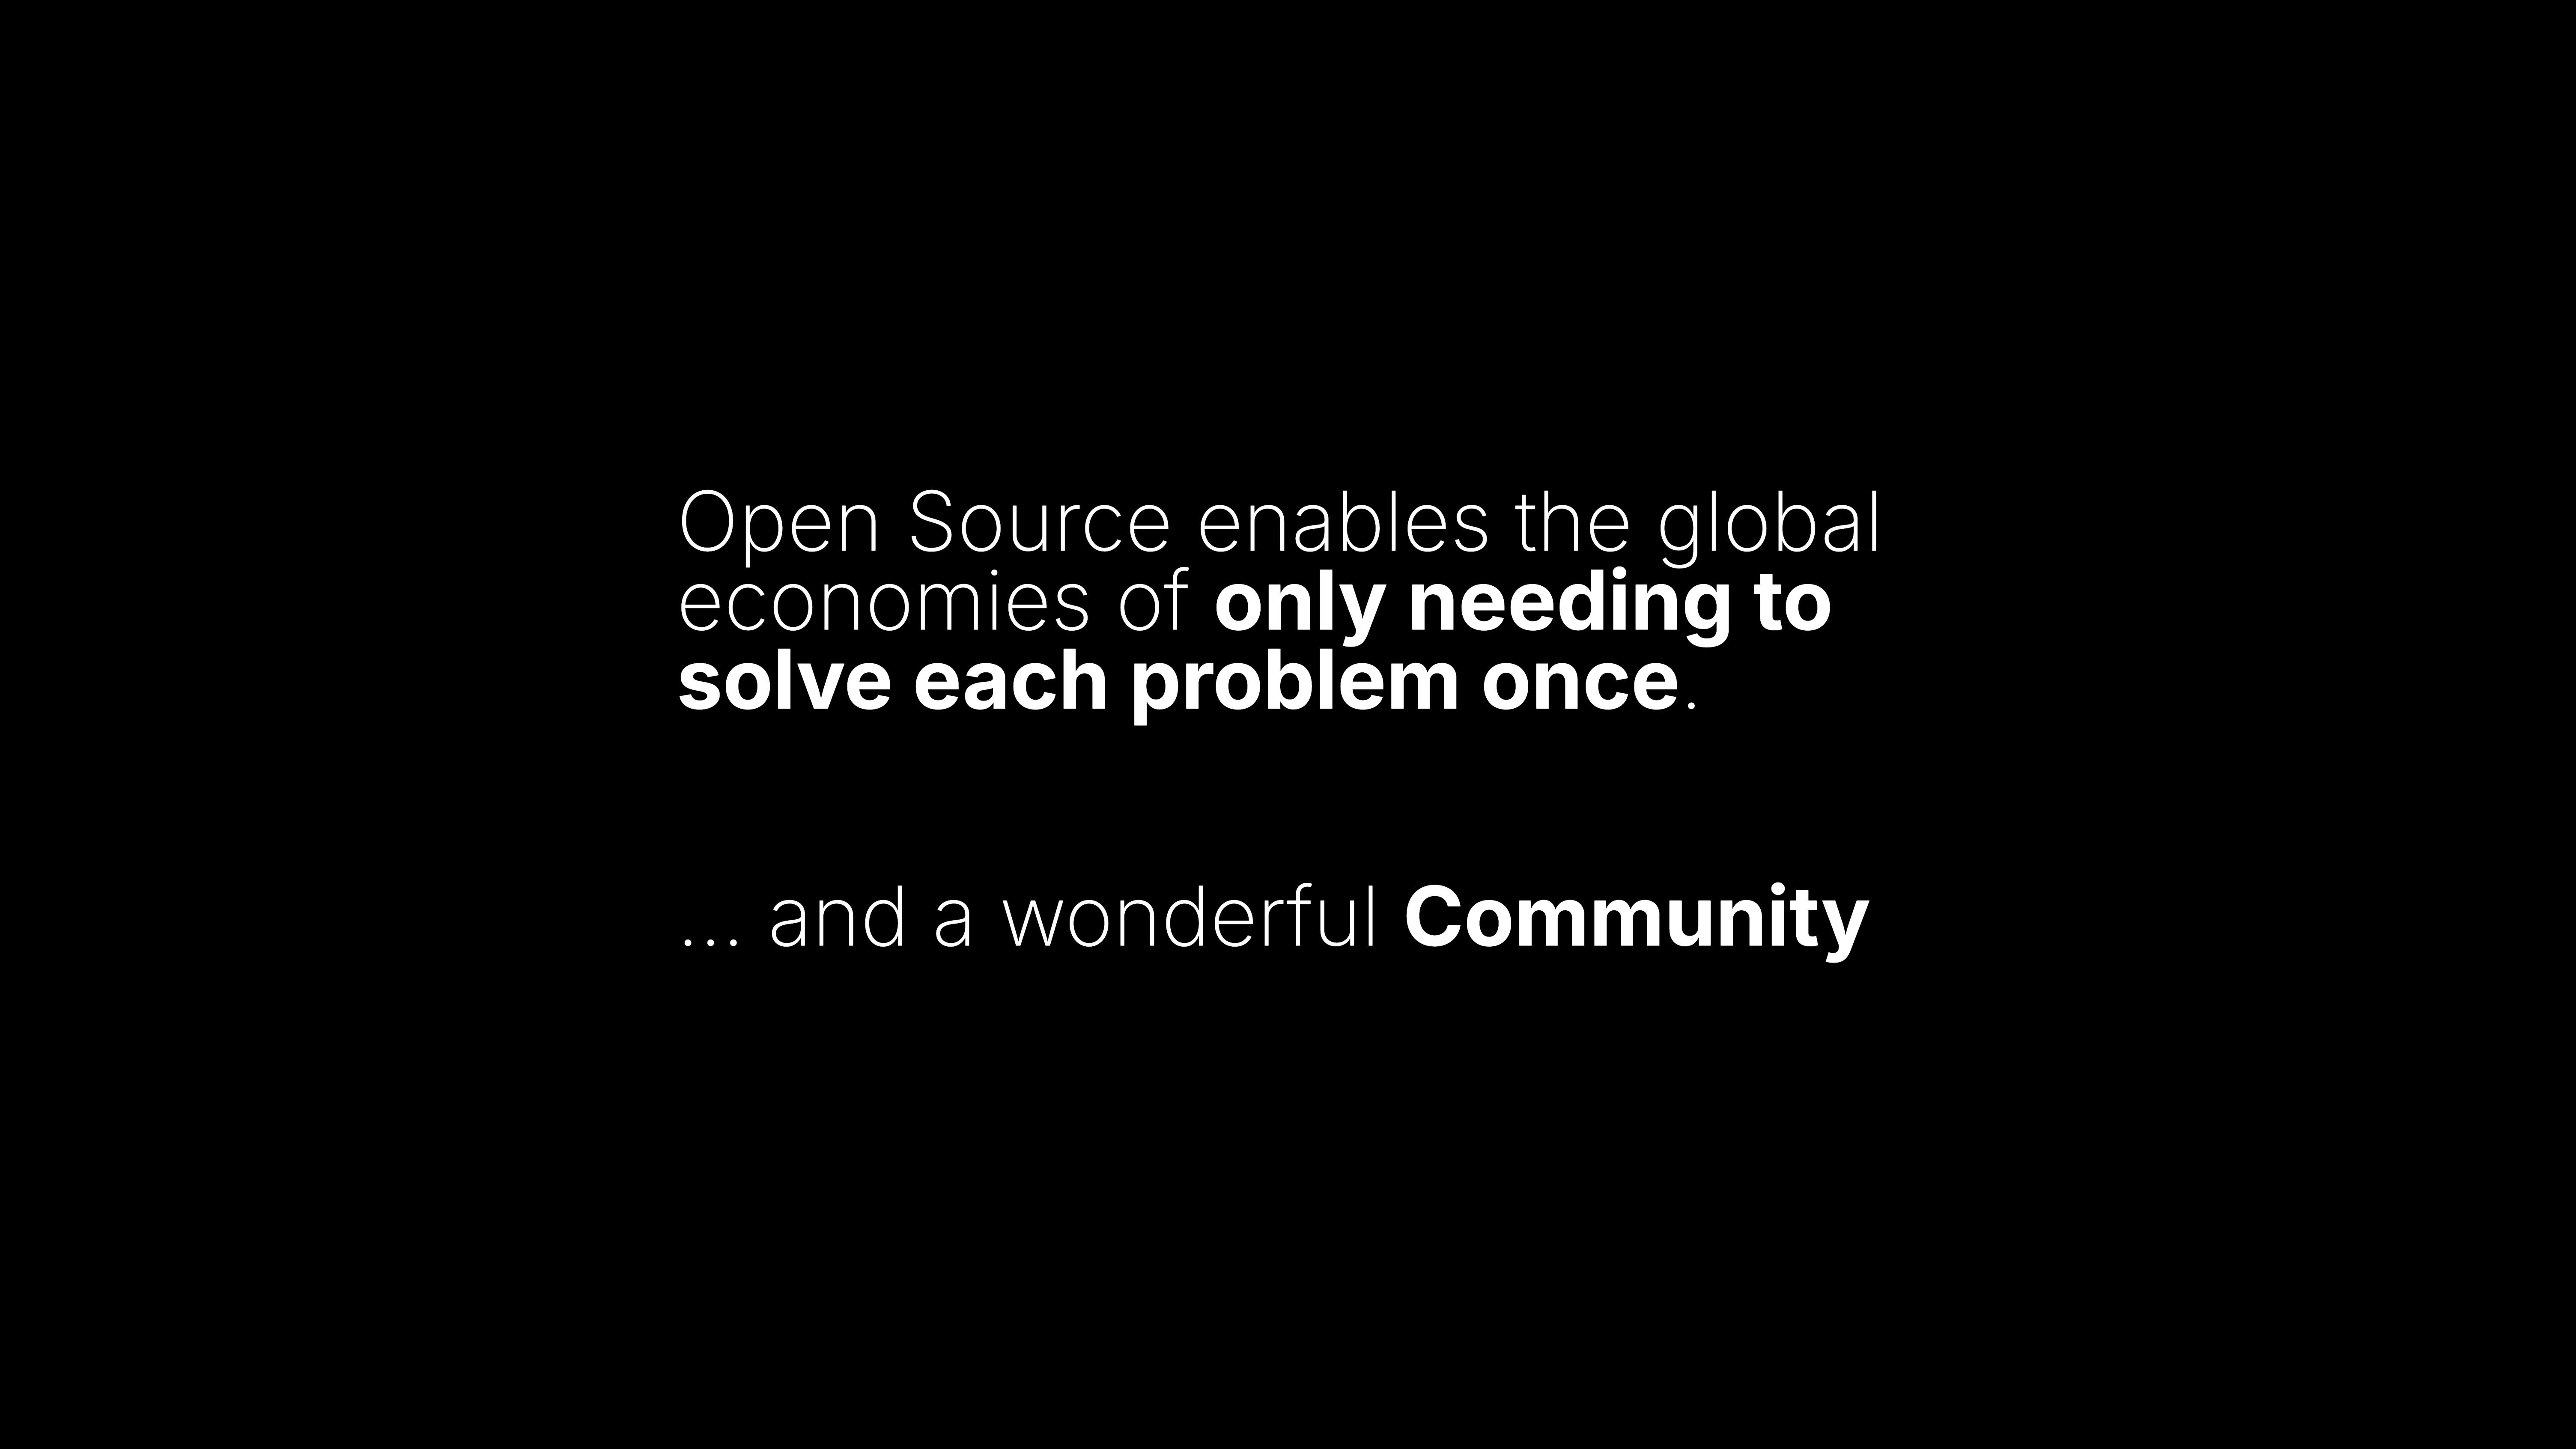 Open Source enables the global
economies of only needing to
solve each problem once.
... and a wonderful Community